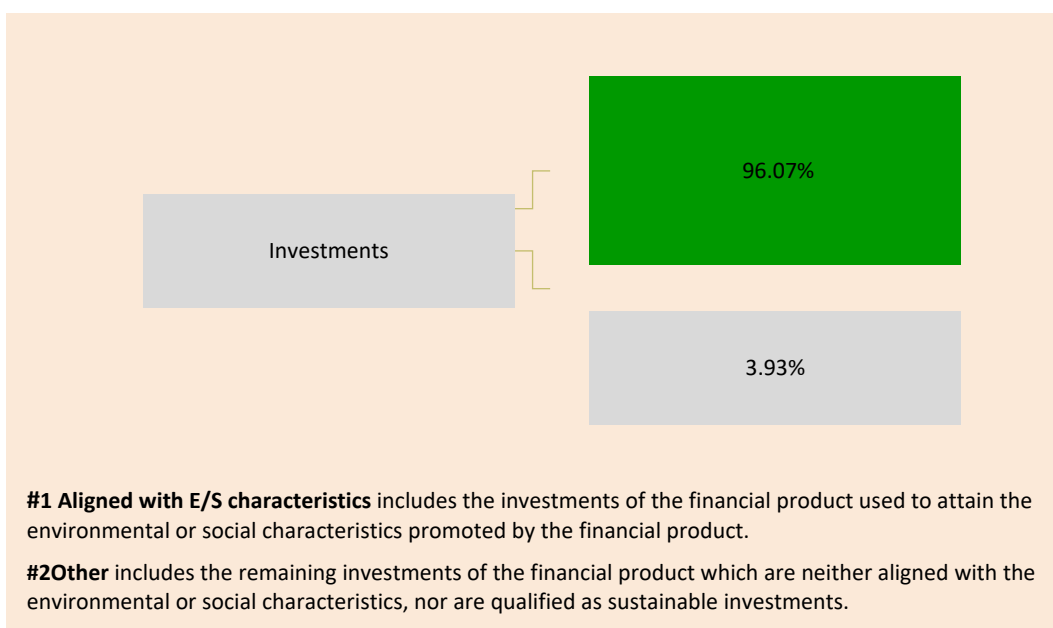 96.07%
Investments
3.93%
#1 Aligned with E/S characteristics includes the investments of the financial product used to attain the
environmental or social characteristics promoted by the financial product.
#2Other includes the remaining investments of the financial product which are neither aligned with the
environmental or social characteristics, nor are qualified as sustainable investments.